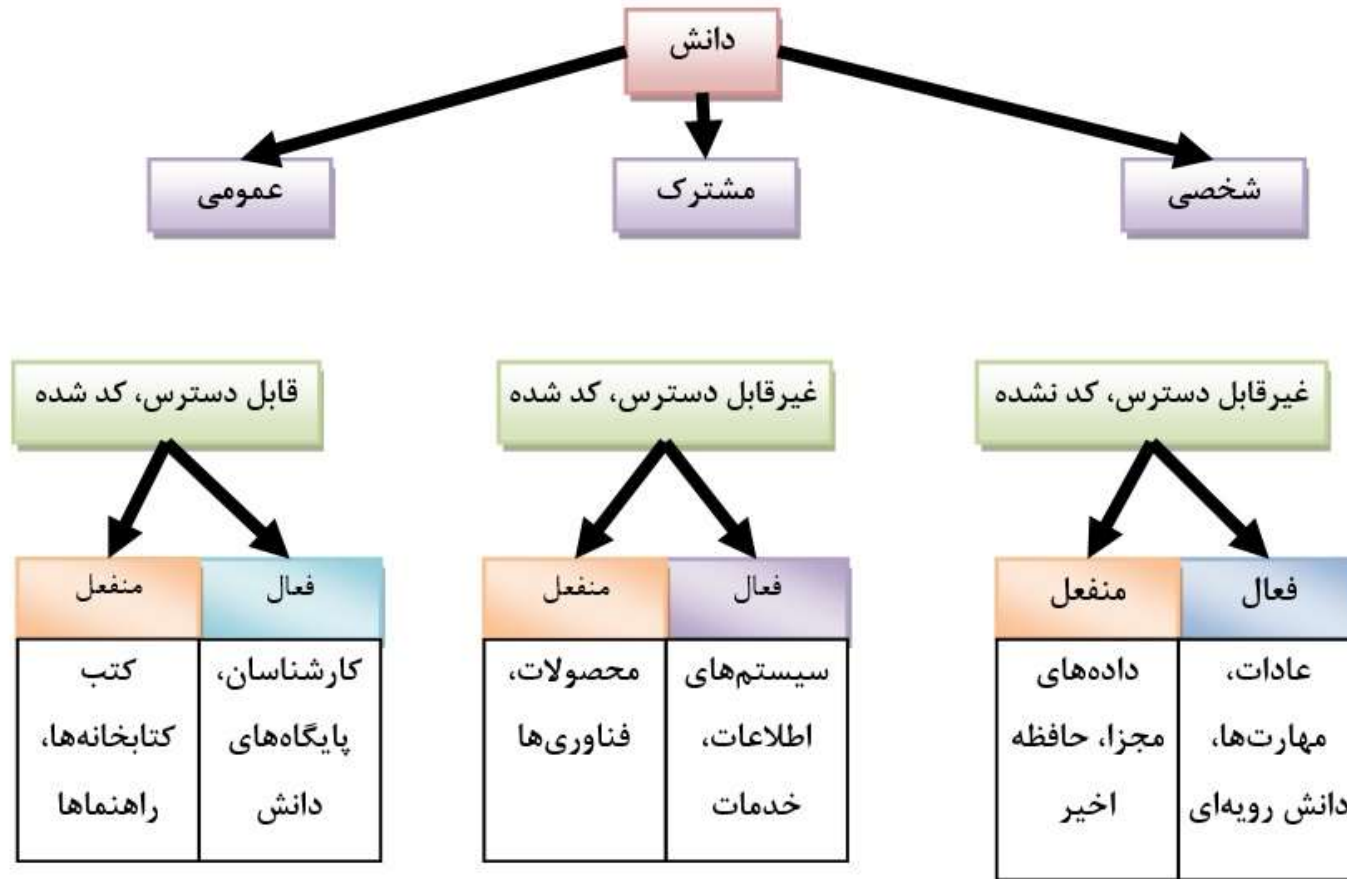 دانش
شخصی
مشترک
عمومی
غیرقابل دسترس، کد نشده
غیرقابل دسترس، کد شده
قابل دسترس، کد شده
فعال
منفعل
عادات،
مهارت‌ها،
دانش رویه‌ای
داده‌های
مجزا، حافظه
اخیر
فعال
منفعل
سیستم‌های
اطلاعات،
خدمات
محصولات،
فناوری‌ها
فعال
منفعل
کارشناسان،
پایگاه‌های
دانش
کتب
کتابخانه‌ها،
راهنماها